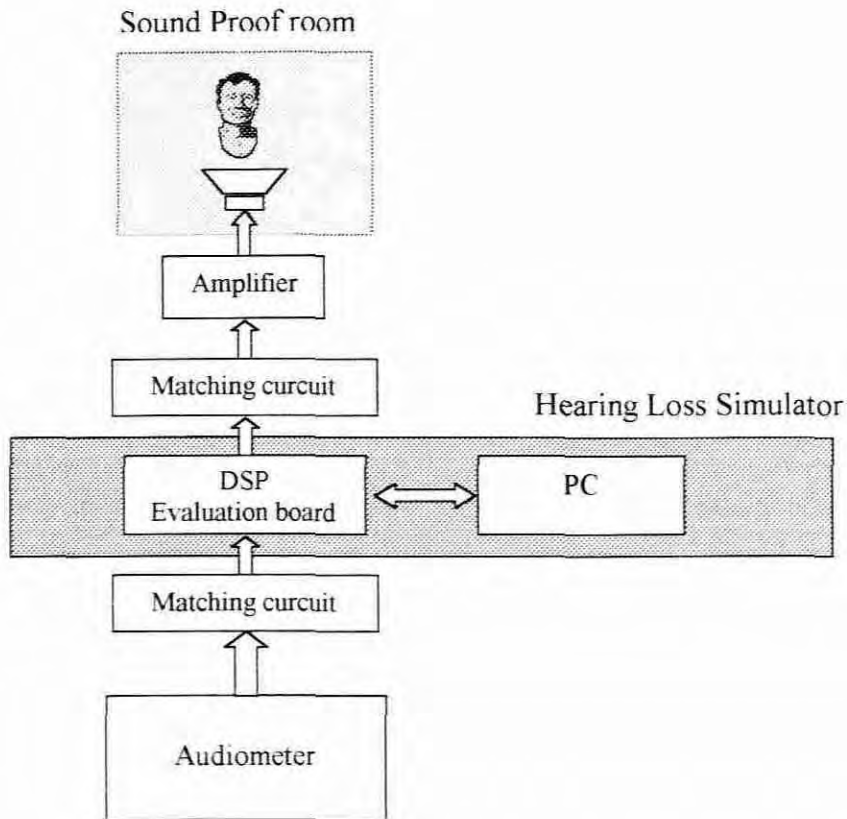 Sound Proof room
Amplifier
Matching curcuit
Hearing Loss Simulator
DSP
Evaluation board
PC
Matching curcuit
Audiometer